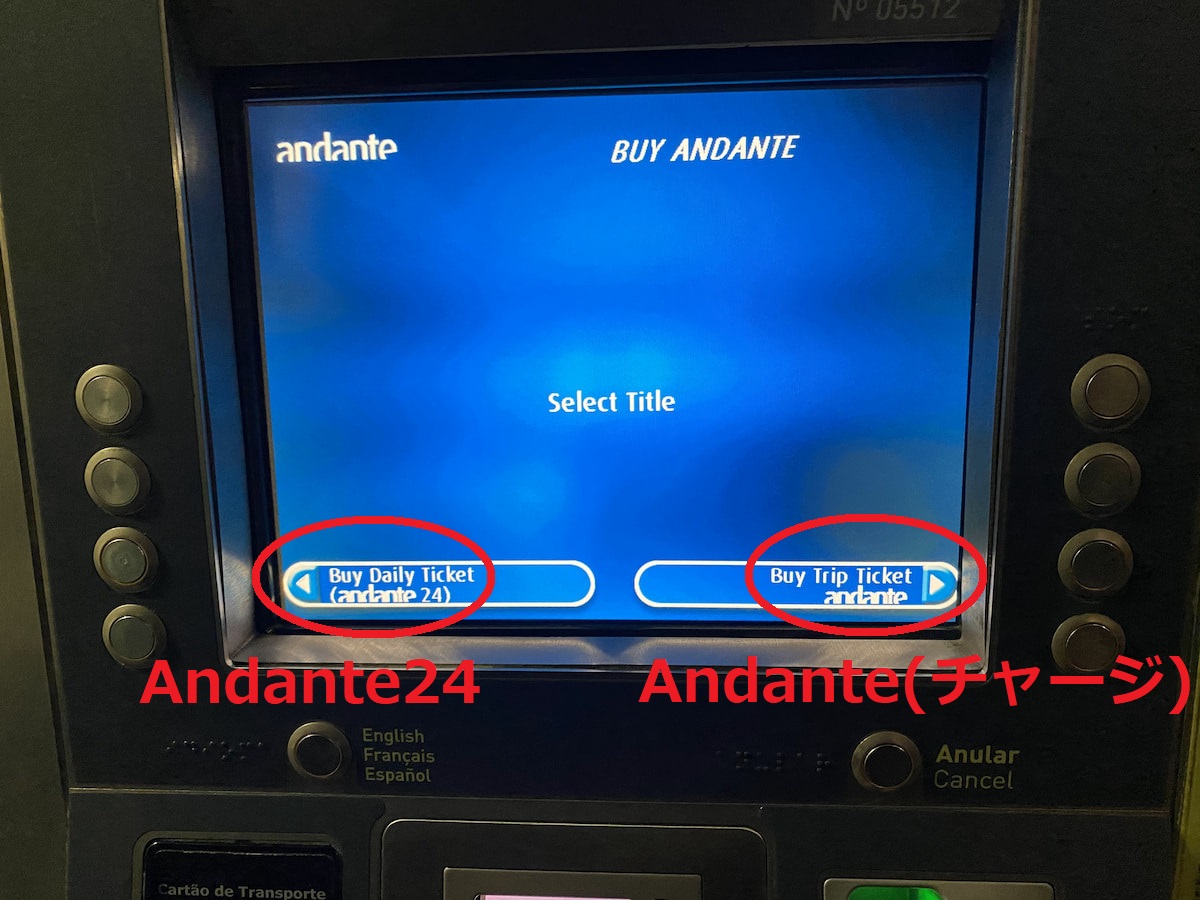 Nº 05512
andante
BUY ANDANTE
Select Title
Buy Daily Ticket
(andante 24)
Buy Trip Ticket
andante
Andante24
Andante(チャージ)
English
Français
Español
Anular
Cancel
Cartão de Transporte